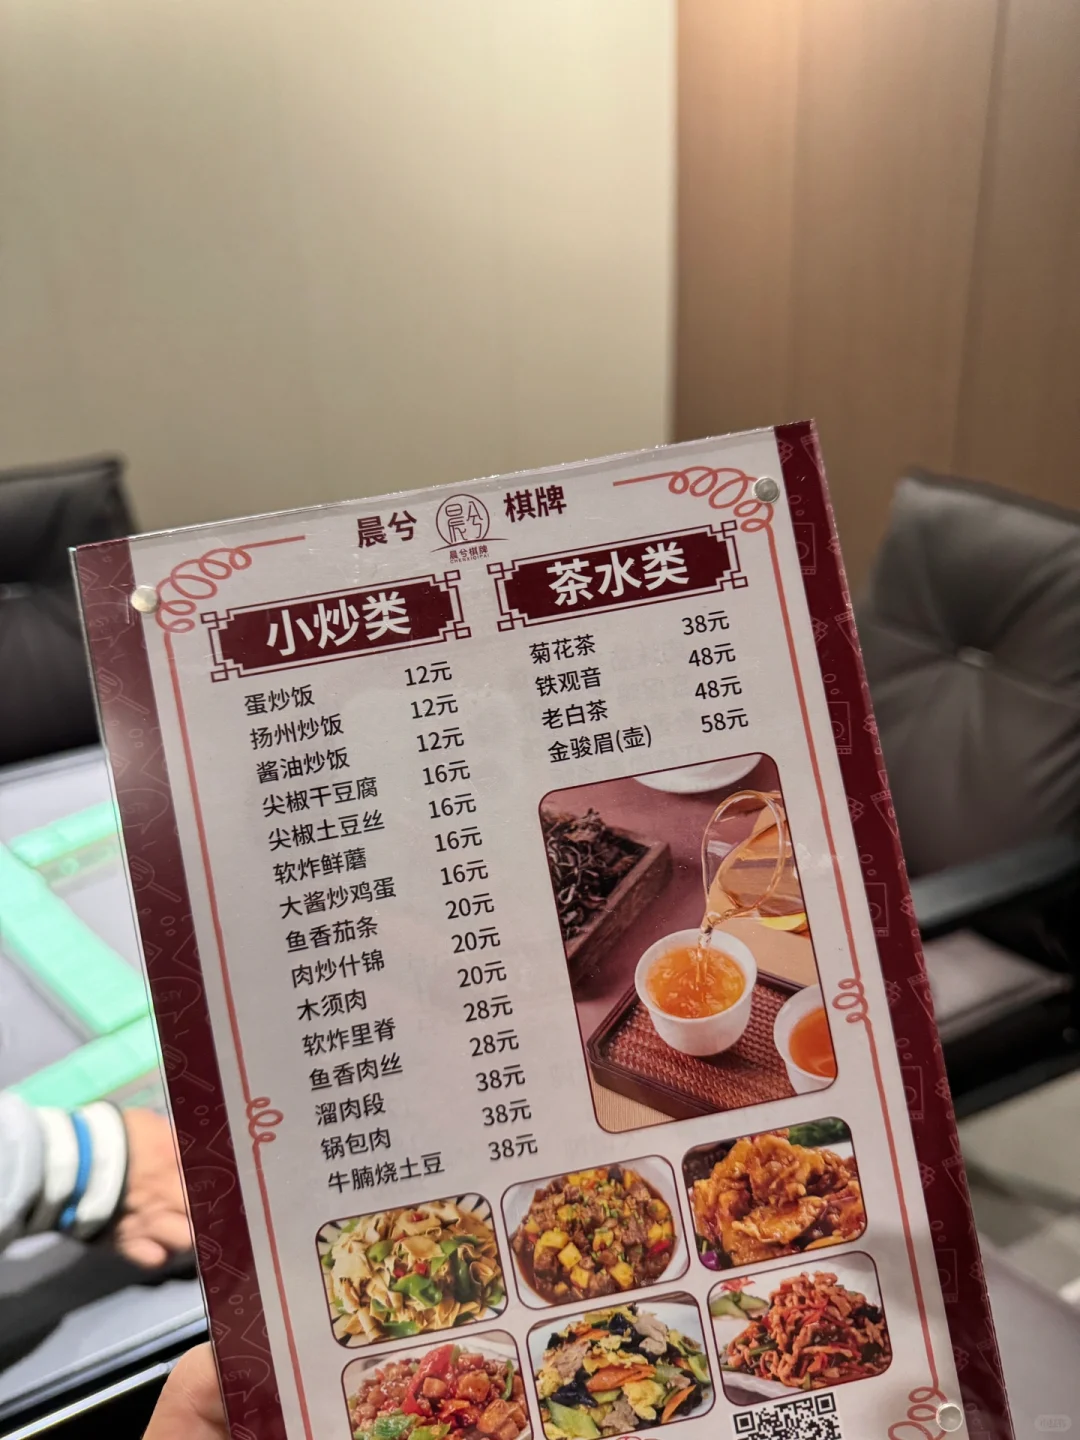 晨兮 棋牌
晨兮
晨兮棋牌
CHENXIQIPAI
小炒类
蛋炒饭 12元
扬州炒饭 12元
酱油炒饭 12元
尖椒干豆腐 16元
尖椒土豆丝 16元
软炸鲜蘑 16元
大酱炒鸡蛋 16元
鱼香茄条 20元
肉炒什锦 20元
木须肉 20元
软炸里脊 28元
鱼香肉丝 28元
溜肉段 38元
锅包肉 38元
牛腩烧土豆 38元
茶水类
菊花茶 38元
铁观音 48元
老白茶 48元
金骏眉(壶) 58元